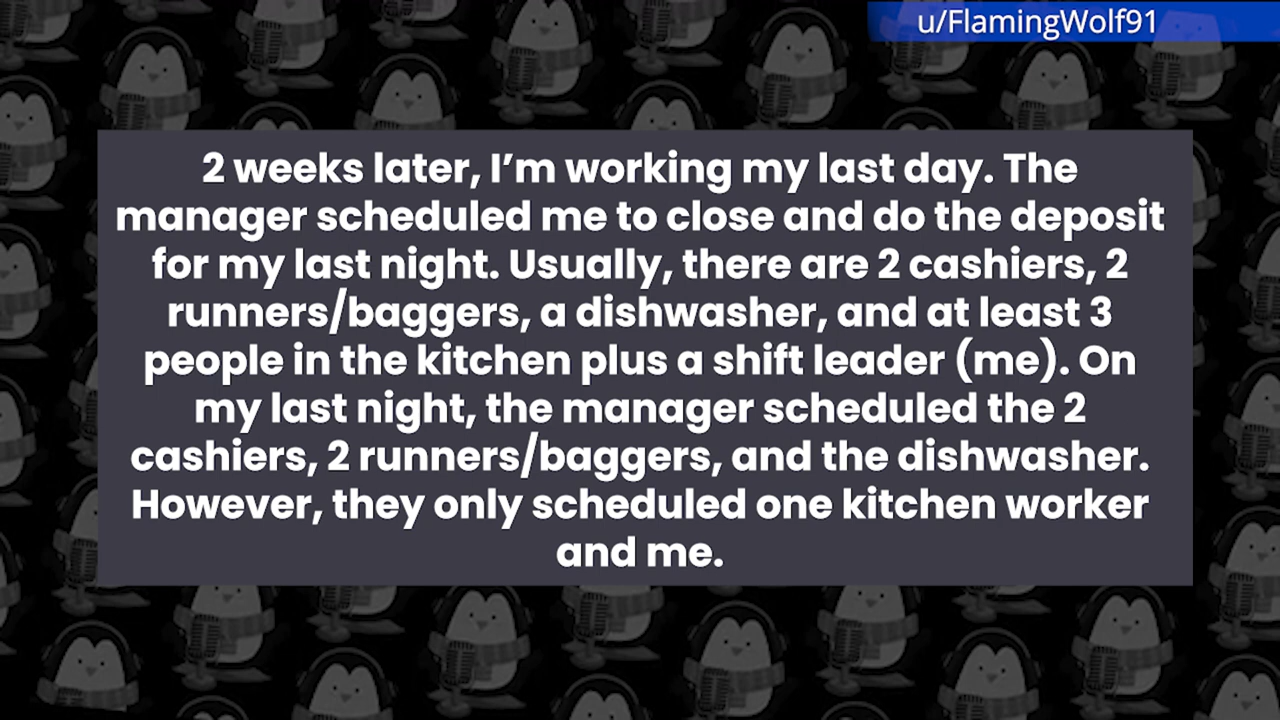 u/FlamingWolf91
2 weeks later, I’m working my last day. The
manager scheduled me to close and do the deposit
for my last night. Usually, there are 2 cashiers, 2
runners/baggers, a dishwasher, and at least 3
people in the kitchen plus a shift leader (me). On
my last night, the manager scheduled the 2
cashiers, 2 runners/baggers, and the dishwasher.
However, they only scheduled one kitchen worker
and me.